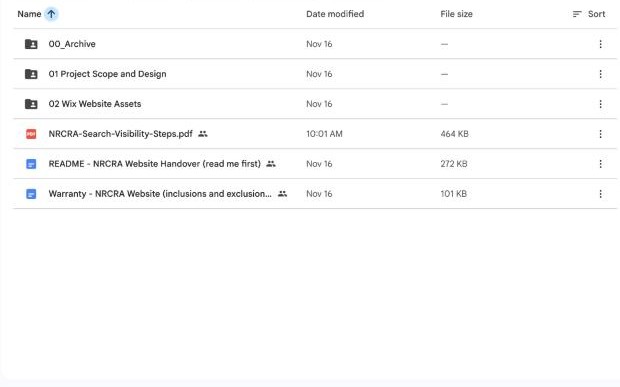 Name Date modified File size Sort
00_Archive Nov 16 —
01 Project Scope and Design Nov 16 —
02 Wix Website Assets Nov 16 —
PDF NRCRA-Search-Visibility-Steps.pdf 10:01 AM 464 KB
README - NRCRA Website Handover (read me first) Nov 16 272 KB
Warranty - NRCRA Website (inclusions and exclusion... Nov 16 101 KB